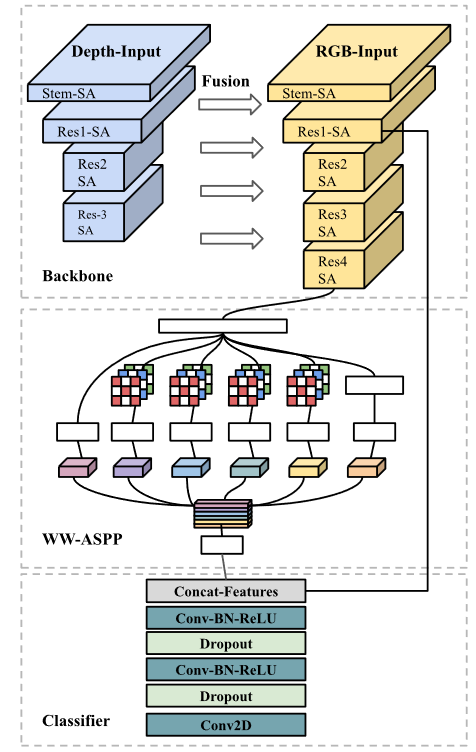 Depth-Input
RGB-Input
Fusion
Stem-SA
Stem-SA
Res1-SA
Res1-SA
Res2
SA
Res2
SA
Res-3
SA
Res3
SA
Res4
SA
Backbone
WW-ASPP
Concat-Features
Conv-BN-ReLU
Dropout
Conv-BN-ReLU
Dropout
Conv2D
Classifier